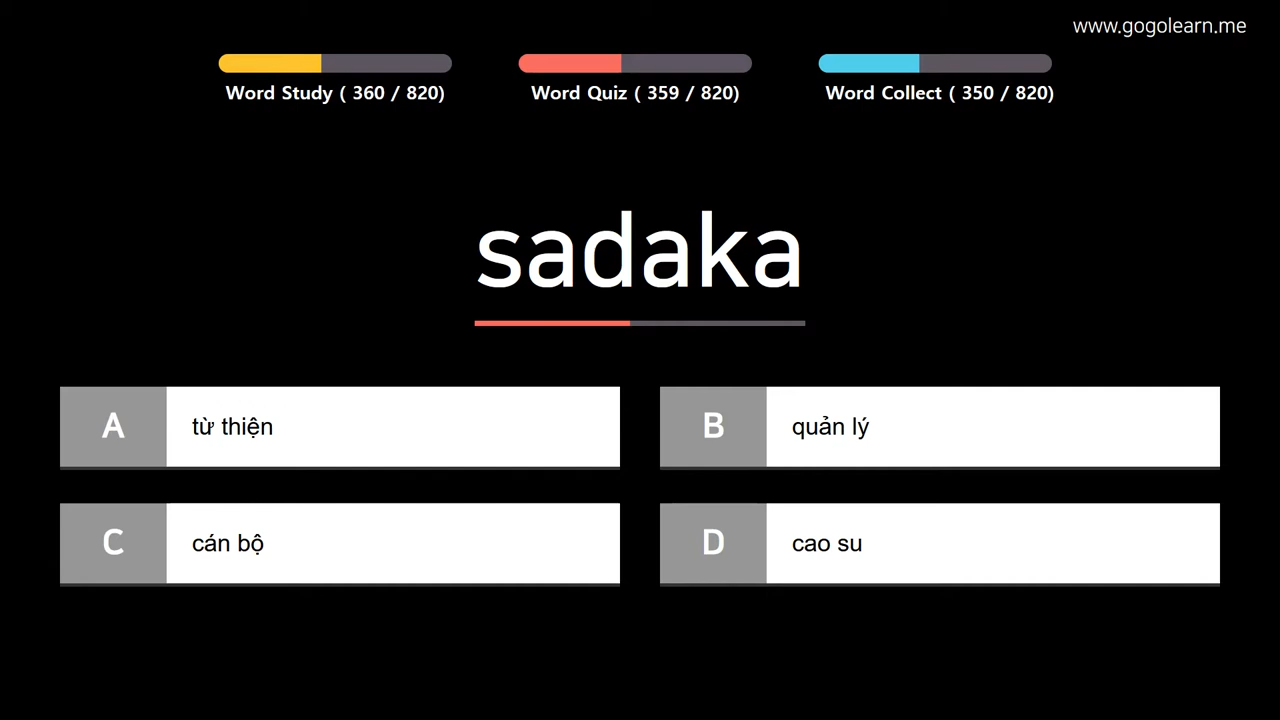 www.gogolearn.me
Word Study ( 360 / 820)
Word Quiz ( 359 / 820)
Word Collect ( 350 / 820)
sadaka
A
từ thiện
B
quản lý
C
cán bộ
D
cao su